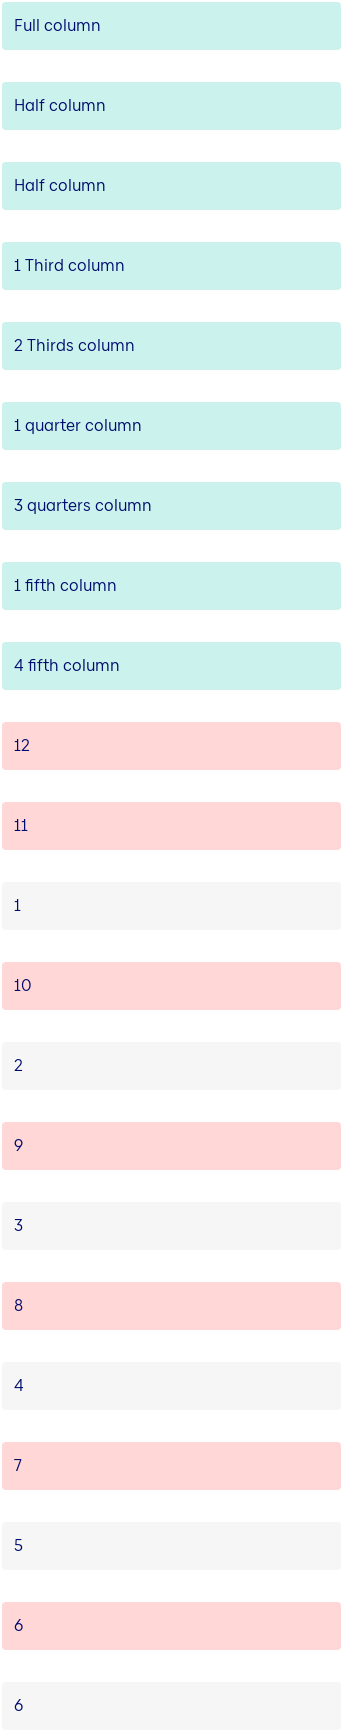 Full column
Half column
Half column
1 Third column
2 Thirds column
1 quarter column
3 quarters column
1 fifth column
4 fifth column
12
11
1
10
2
9
3
8
4
7
5
6
6